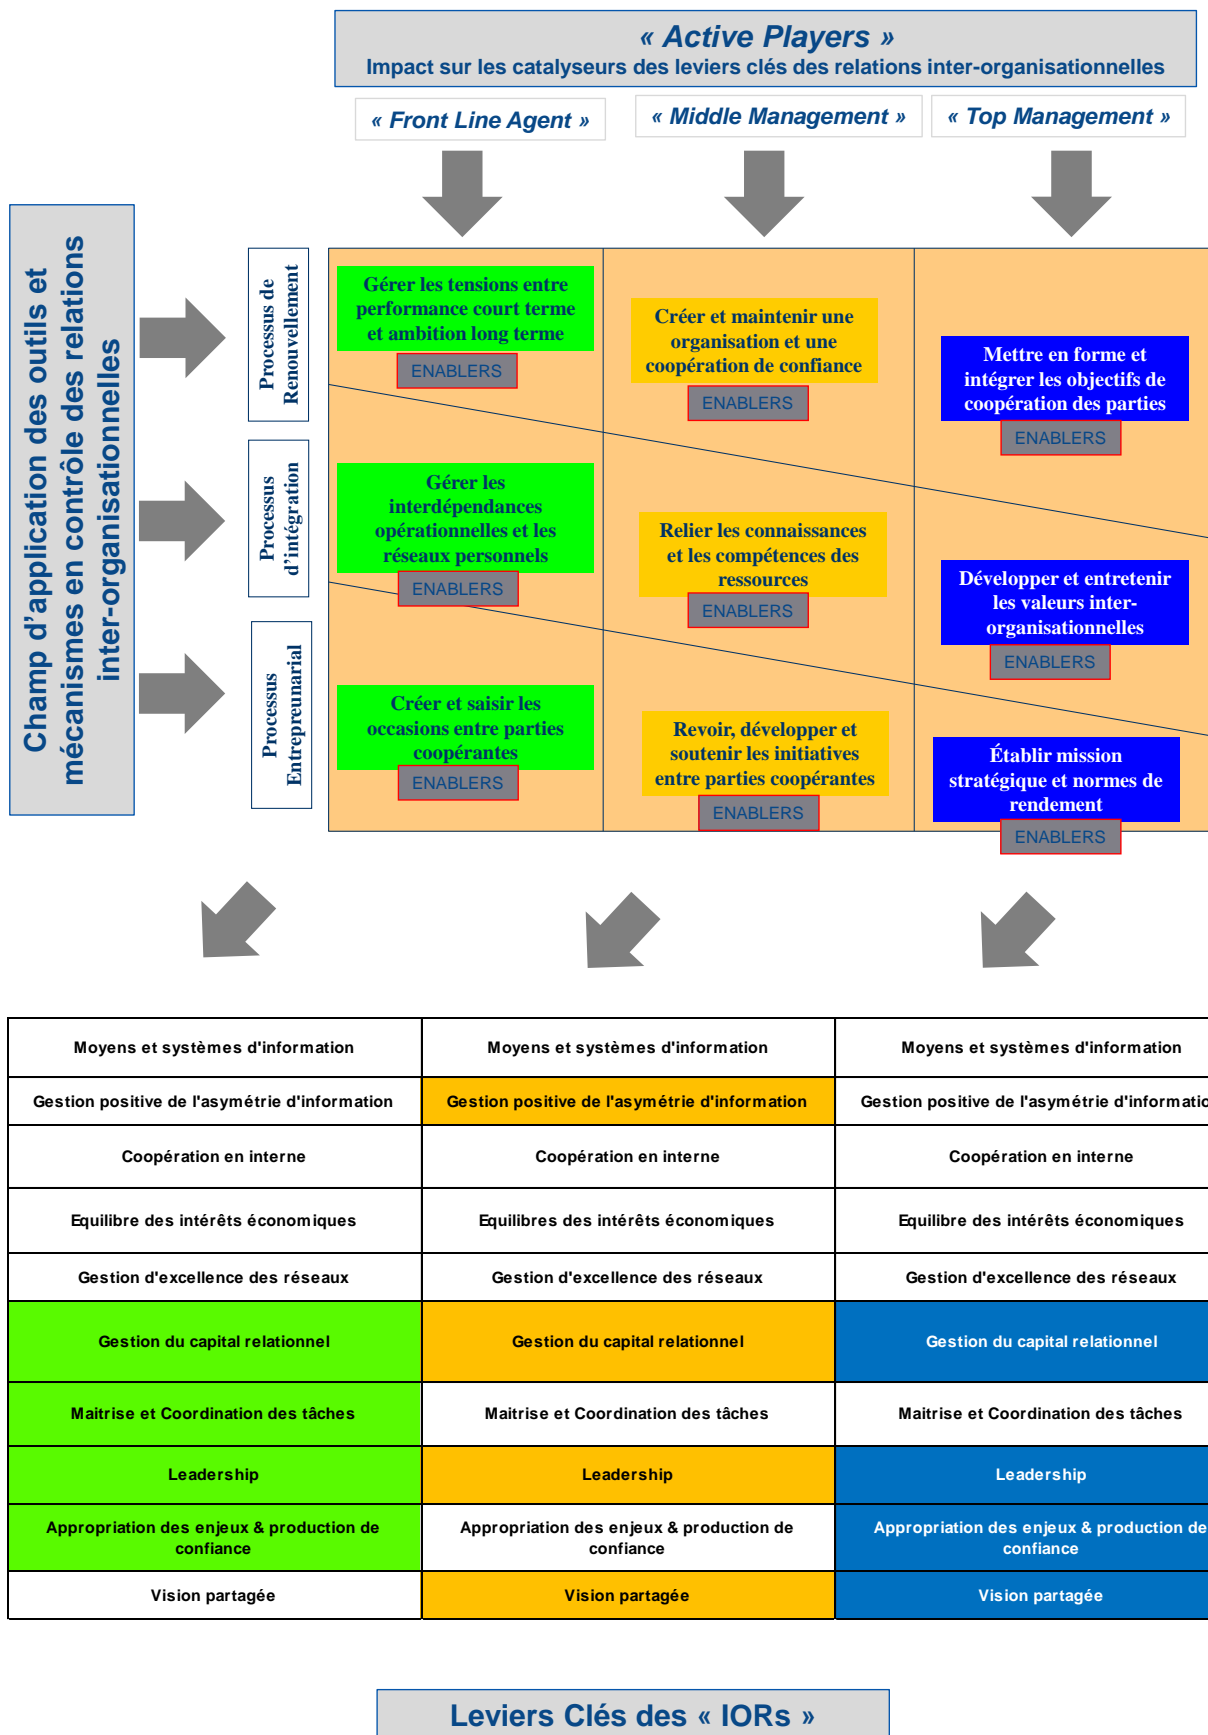 « Active Players »
Impact sur les catalyseurs des leviers clés des relations inter-organisationnelles
« Front Line Agent »
« Middle Management »
« Top Management »
Champ d'application des outils et
mécanismes en contrôle des relations
inter-organisationnelles
Processus de
Renouvellement
Gérer les tensions entre
performance court terme
et ambition long terme
ENABLERS
Créer et maintenir une
organisation et une
coopération de confiance
ENABLERS
Mettre en forme et
intégrer les objectifs de
coopération des parties
ENABLERS
Processus
d'intégration
Gérer les
interdépendances
opérationnelles et les
réseaux personnels
ENABLERS
Relier les connaissances
et les compétences des
ressources
ENABLERS
Développer et entretenir
les valeurs inter-
organisationnelles
ENABLERS
Processus
Entrepreunarial
Créer et saisir les
occasions entre parties
coopérantes
ENABLERS
Revoir, développer et
soutenir les initiatives
entre parties coopérantes
ENABLERS
Établir mission
stratégique et normes de
rendement
ENABLERS
Moyens et systèmes d'information
Moyens et systèmes d'information
Moyens et systèmes d'information
Gestion positive de l'asymétrie d'information
Gestion positive de l'asymétrie d'information
Gestion positive de l'asymétrie d'informatio
Coopération en interne
Coopération en interne
Coopération en interne
Equilibre des intérêts économiques
Equilibres des intérêts économiques
Equilibre des intérêts économiques
Gestion d'excellence des réseaux
Gestion d'excellence des réseaux
Gestion d'excellence des réseaux
Gestion du capital relationnel
Gestion du capital relationnel
Gestion du capital relationnel
Maitrise et Coordination des tâches
Maitrise et Coordination des tâches
Maitrise et Coordination des tâches
Leadership
Leadership
Leadership
Appropriation des enjeux & production de
confiance
Appropriation des enjeux & production de
confiance
Appropriation des enjeux & production de
confiance
Vision partagée
Vision partagée
Vision partagée
Leviers Clés des « IORs »